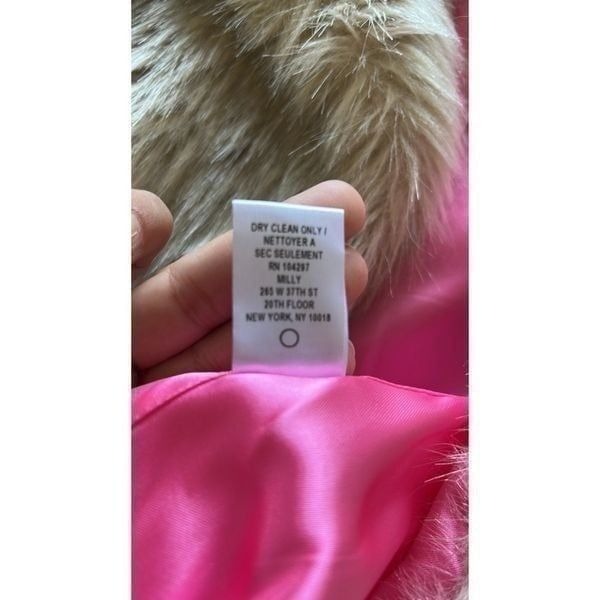 DRY CLEAN ONLY /
NETTOYER A
SEC SEULEMENT
RN 104297
MILLY
265 W 37TH ST
20TH FLOOR
NEW YORK, NY 10018